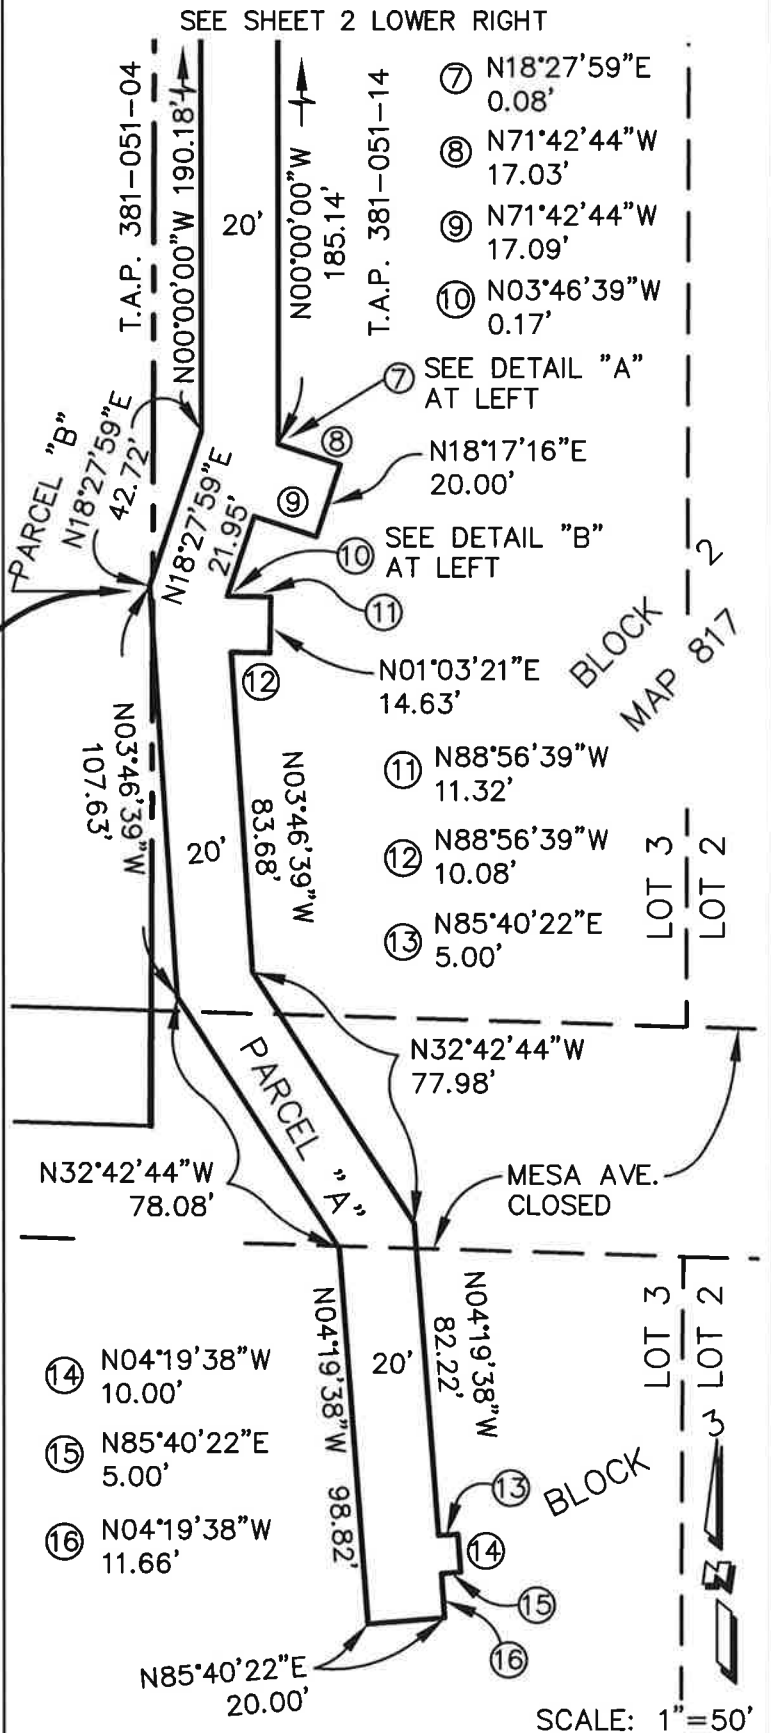 SEE SHEET 2 LOWER RIGHT
T.A.P. 381-051-04
N00°00'00"W 190.18'
20'
N00°00'00"W
185.14'
T.A.P. 381-051-14
7 N18°27'59"E
0.08'
8 N71°42'44"W
17.03'
9 N71°42'44"W
17.09'
10 N03°46'39"W
0.17'
7 SEE DETAIL "A"
AT LEFT
8
N18°17'16"E
20.00'
9
PARCEL "B"
N18°27'59"E
42.72'
N18°27'59"E
21.95'
10 SEE DETAIL "B"
AT LEFT
11
N01°03'21"E
14.63'
12
BLOCK 2
MAP 817
N03°46'39"W
107.63'
20'
N03°46'39"W
83.68'
11 N88°56'39"W
11.32'
12 N88°56'39"W
10.08'
13 N85°40'22"E
5.00'
LOT 3
LOT 2
PARCEL "A"
N32°42'44"W
77.98'
N32°42'44"W
78.08'
MESA AVE.
CLOSED
N04°19'38"W 98.82'
20'
N04°19'38"W
82.22'
LOT 3
LOT 2
14 N04°19'38"W
10.00'
15 N85°40'22"E
5.00'
16 N04°19'38"W
11.66'
BLOCK 3
13
14
15
16
N85°40'22"E
20.00'
N
SCALE: 1"=50'